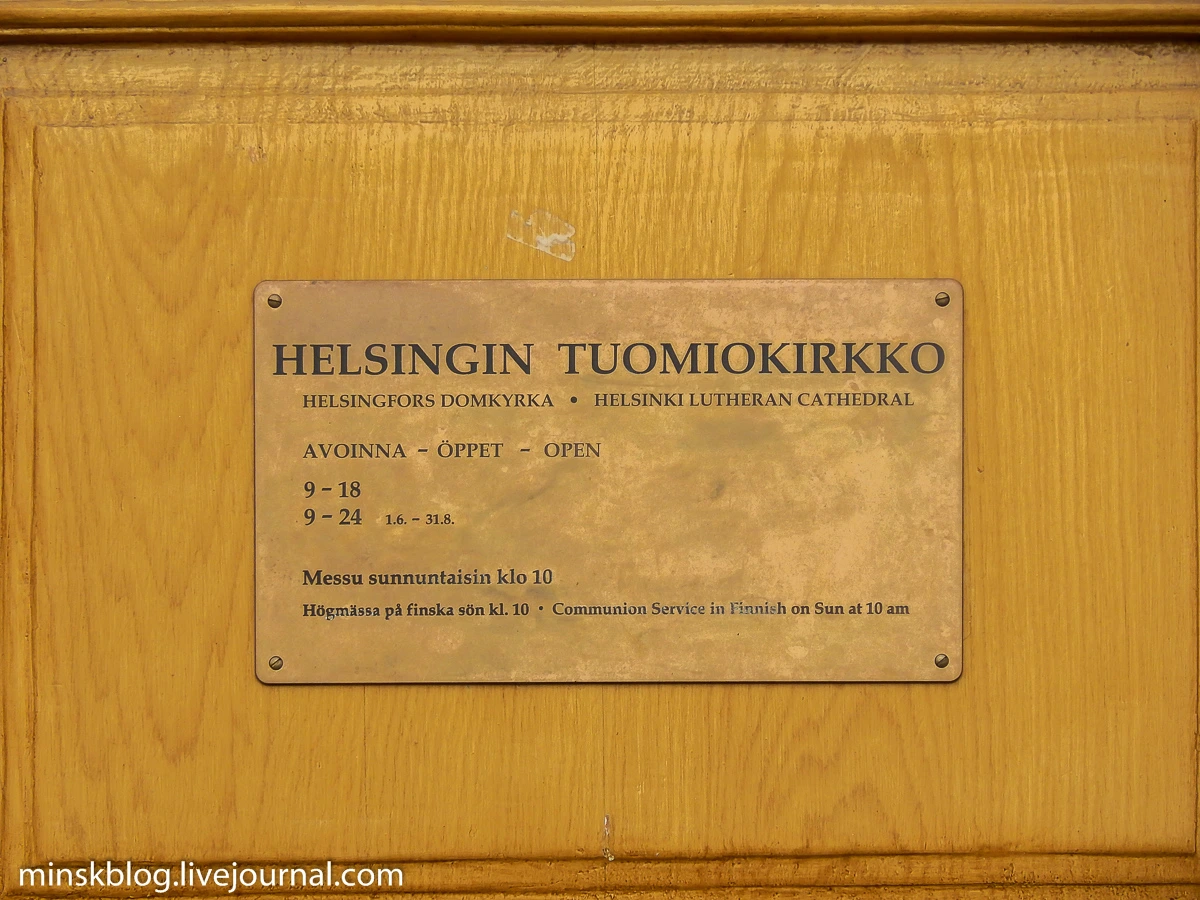 HELSINGIN TUOMIOKIRKKO
HELSINGFORS DOMKYRKA • HELSINKI LUTHERAN CATHEDRAL
AVOINNA – ÖPPET – OPEN
9 – 18
9 – 24 1.6. – 31.8.
Messu sunnuntaisin klo 10
Högmässa på finska sön kl. 10 • Communion Service in Finnish on Sun at 10 am
minskblog.livejournal.com